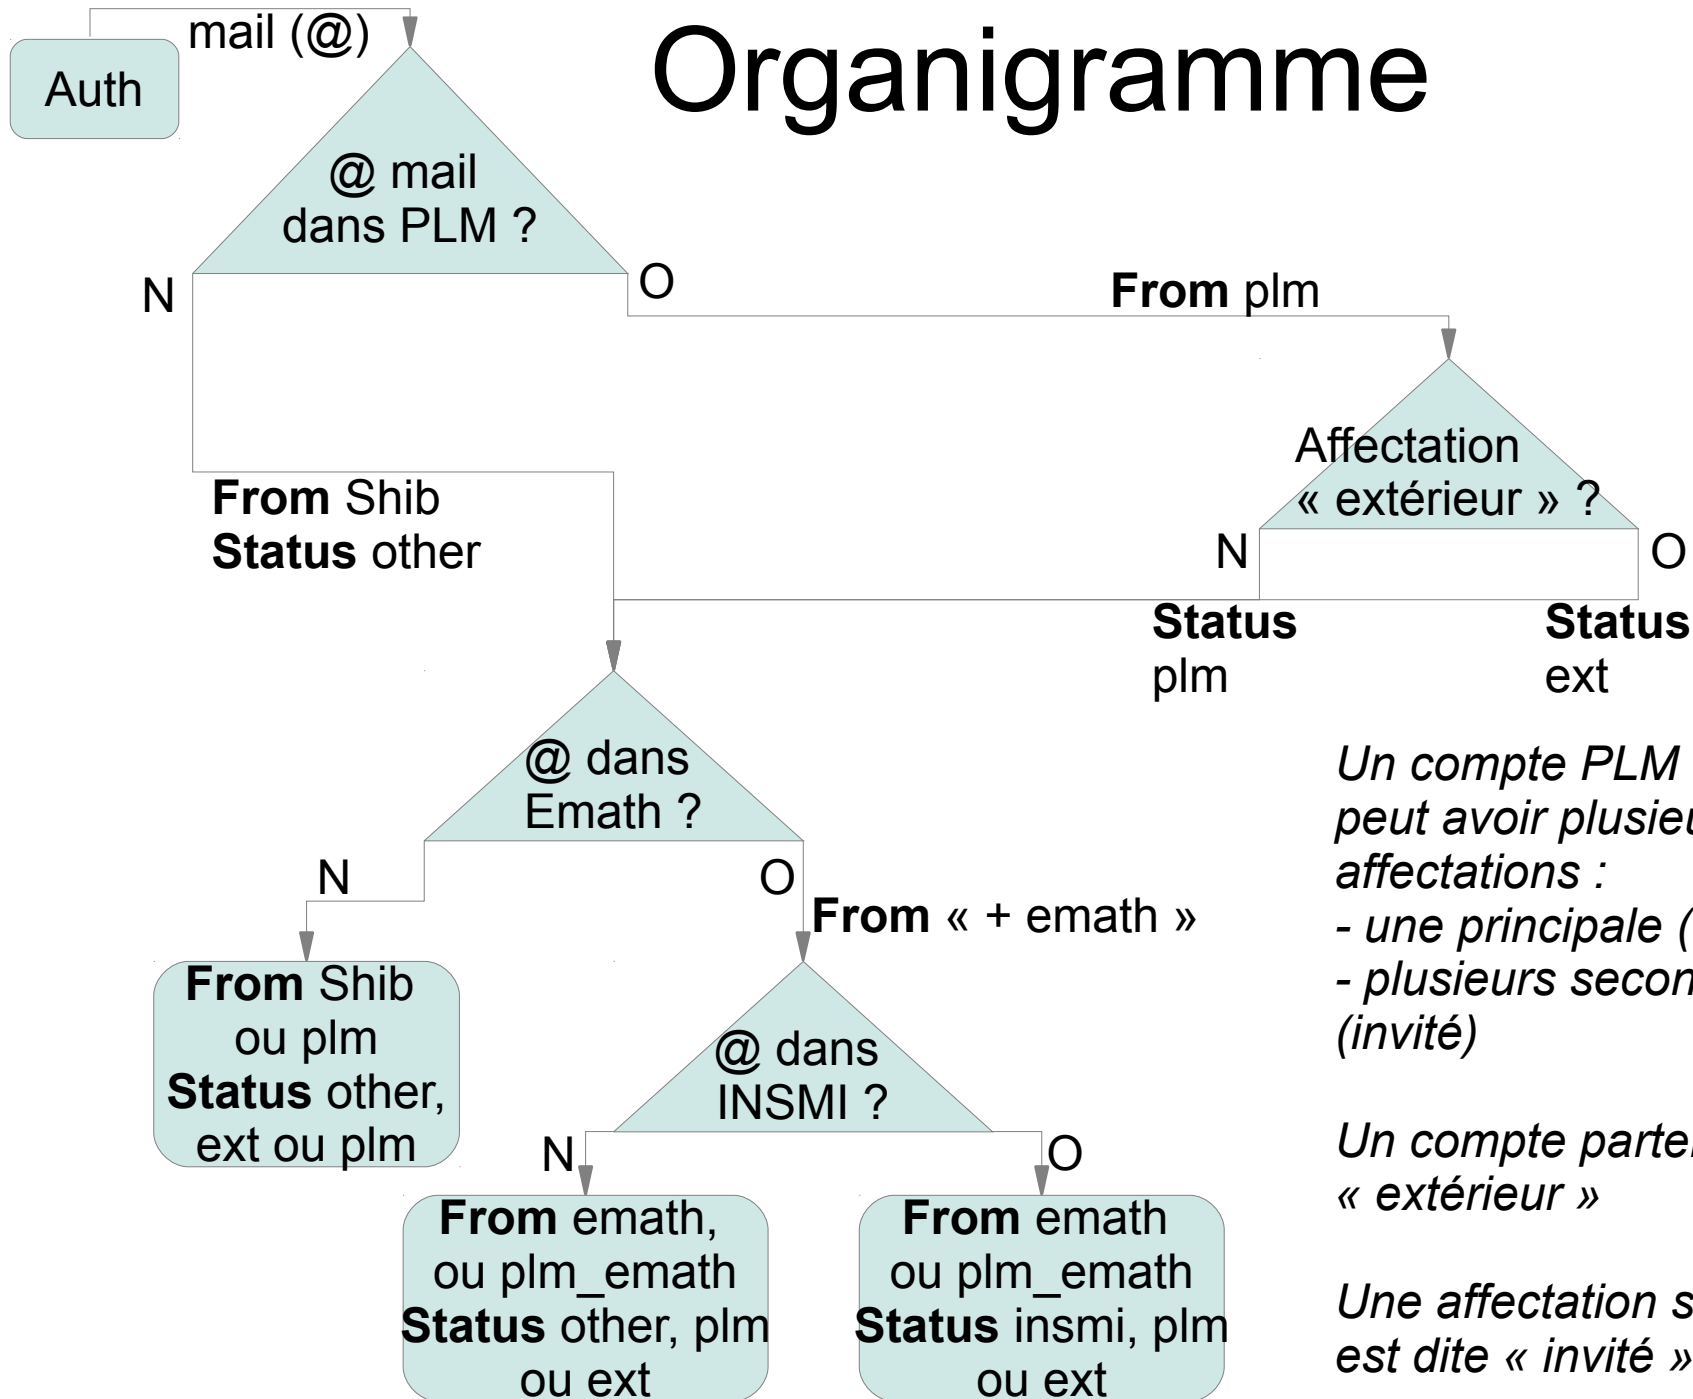 Organigramme
mail (@)
Auth
@ mail
dans PLM ?
N
O
From plm
Affectation
« extérieur » ?
From Shib
Status other
N
O
Status
plm
Status
ext
@ dans
Emath ?
N
O
From « + emath »
From Shib
ou plm
Status other,
ext ou plm
@ dans
INSMI ?
N
O
From emath,
ou plm_emath
Status other, plm
ou ext
From emath
ou plm_emath
Status insmi, plm
ou ext
Un compte PLM
peut avoir
affectations :
- une principale (
- plusieurs
(invité)
Un compte
« extérieur »
Une affectation
est dite « invité »